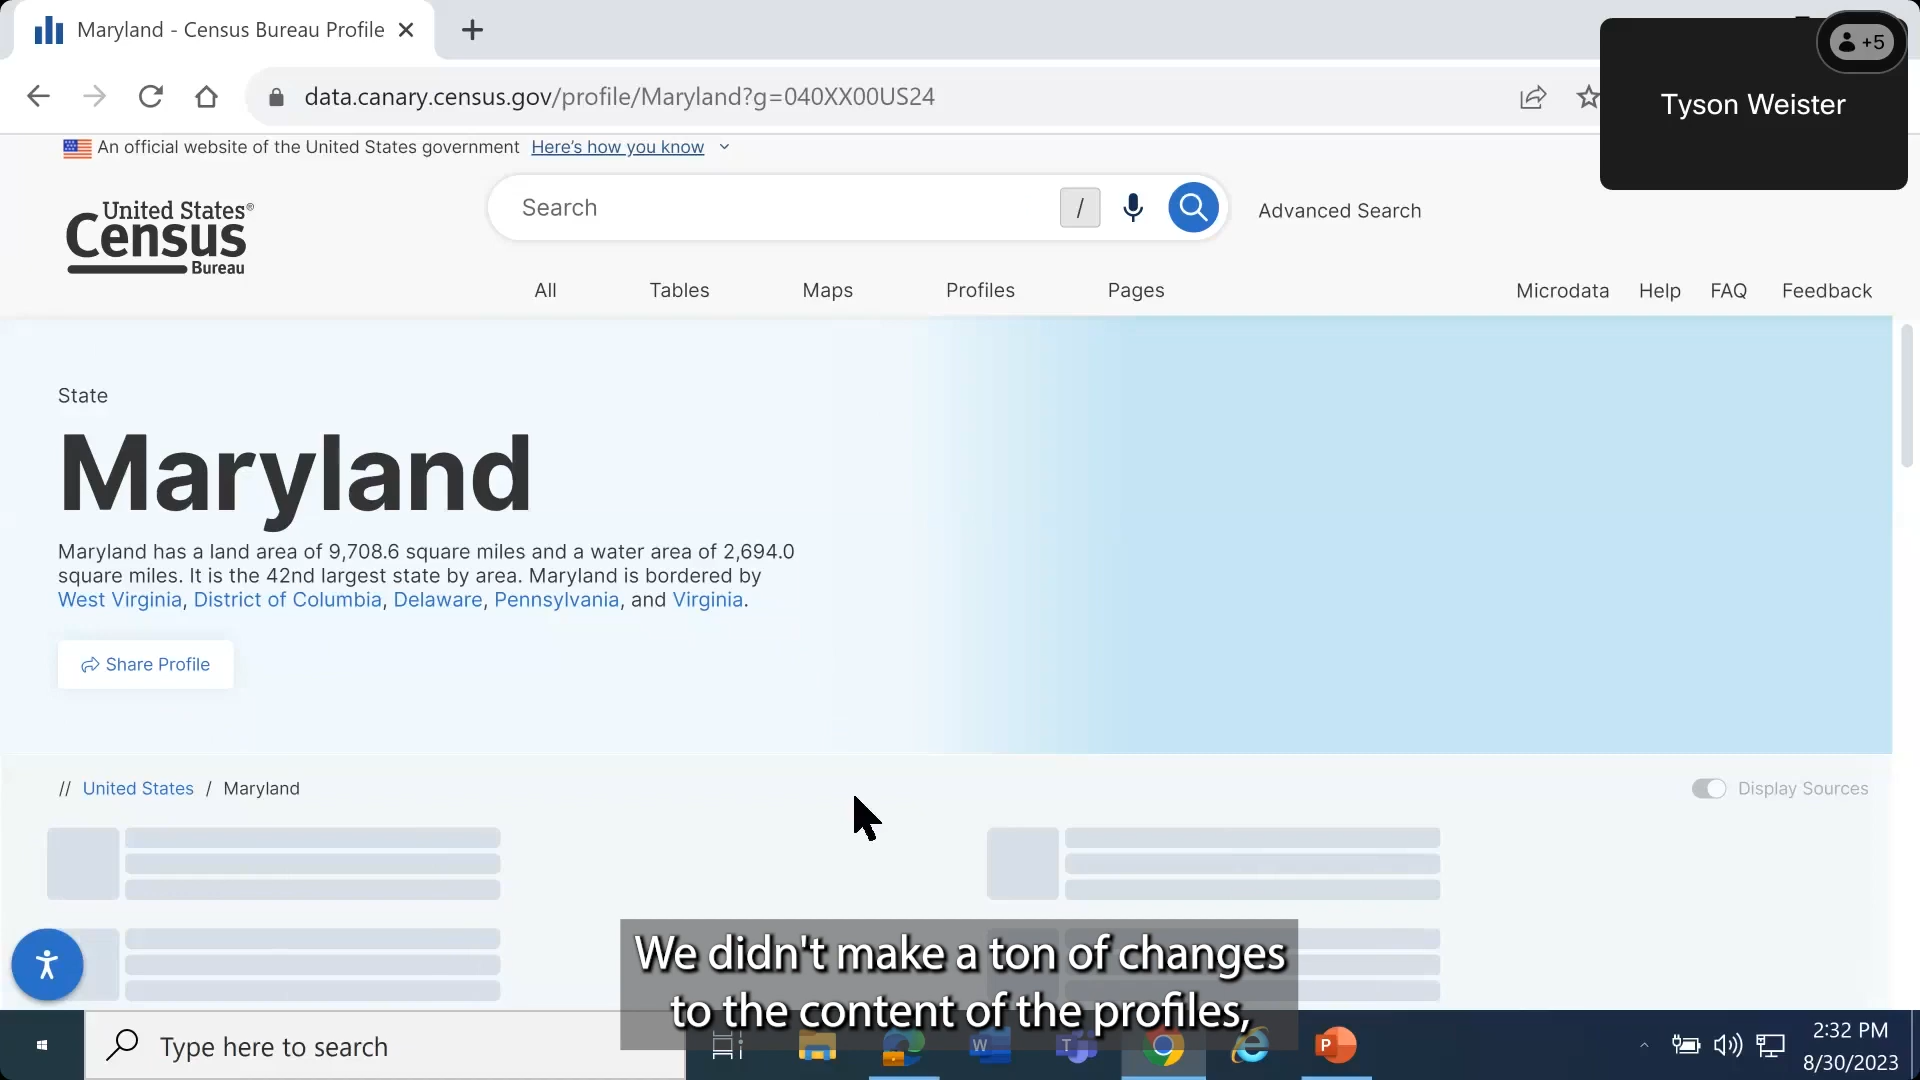 Maryland - Census Bureau Profile
+5
Tyson Weister
data.canary.census.gov/profile/Maryland?g=040XX00US24
An official website of the United States government Here's how you know
United States®
Census
Bureau
Search
/
Advanced Search
All Tables Maps Profiles Pages Microdata Help FAQ Feedback
State
Maryland
Maryland has a land area of 9,708.6 square miles and a water area of 2,694.0
square miles. It is the 42nd largest state by area. Maryland is bordered by
West Virginia, District of Columbia, Delaware, Pennsylvania, and Virginia.
Share Profile
// United States / Maryland
Display Sources
We didn't make a ton of changes
to the content of the profiles,
Type here to search
W
T
P
2:32 PM
8/30/2023